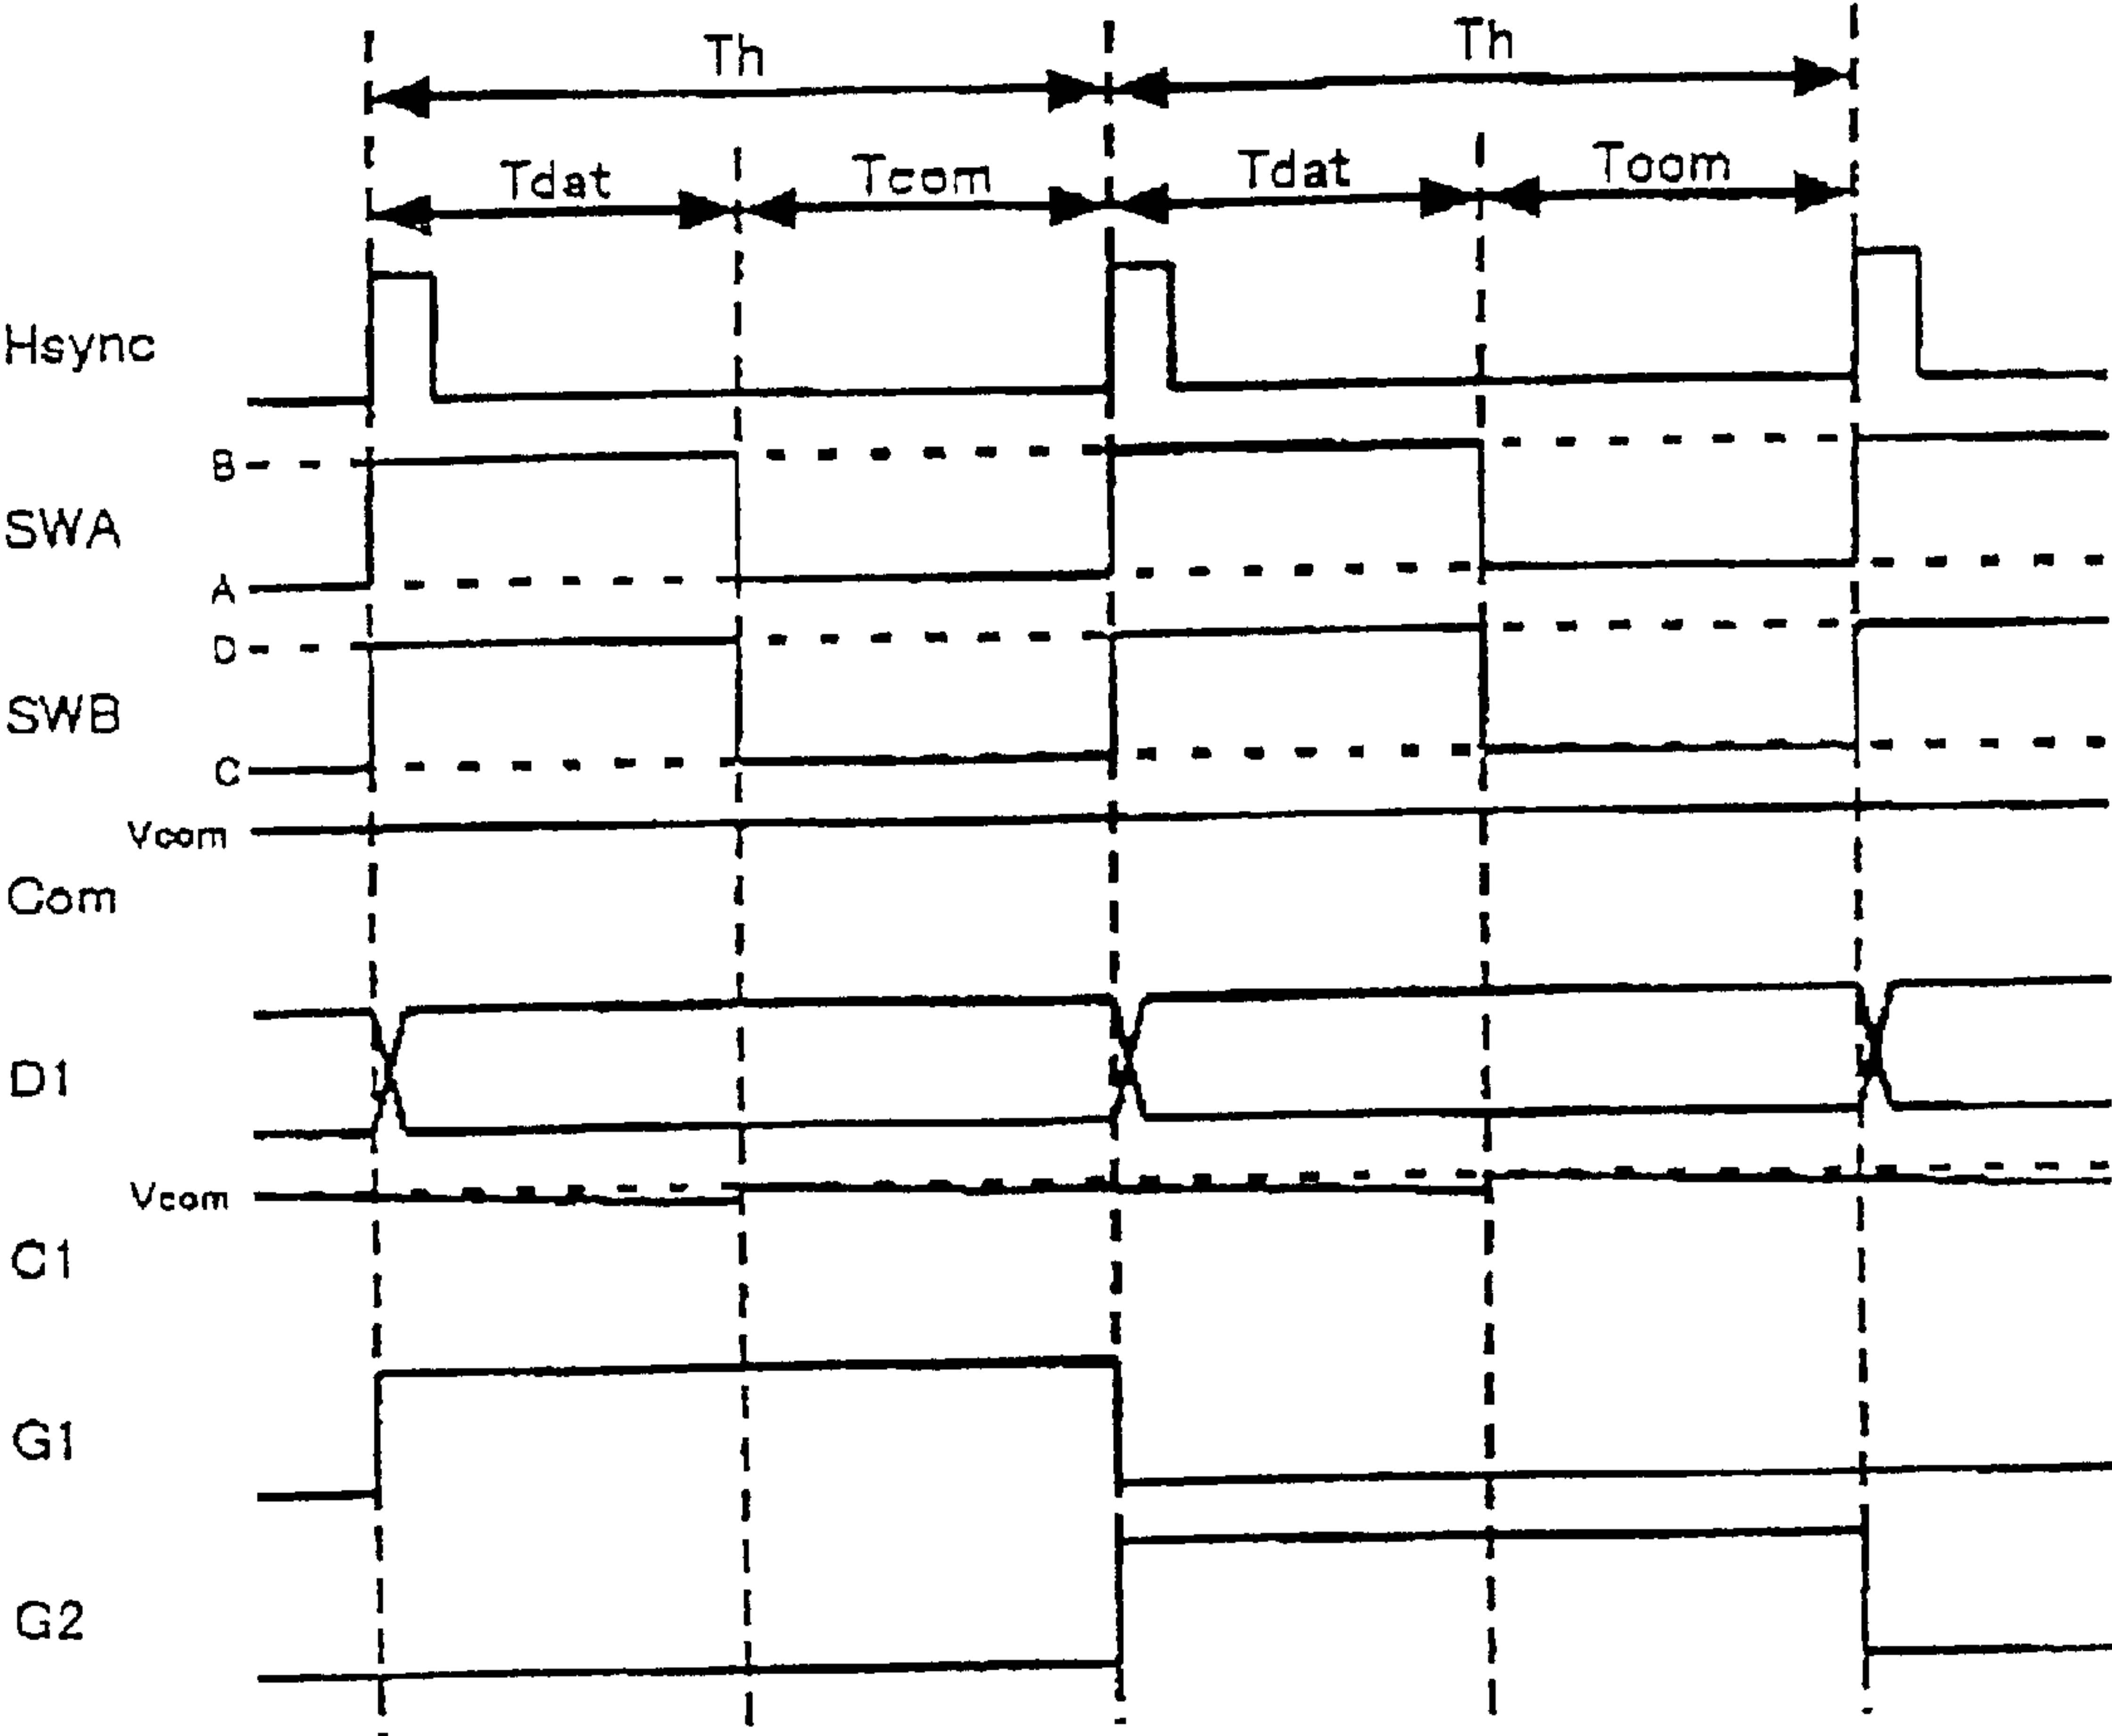 Th Th
Tdat Tcom Tdat Toom
Hsync
B
SWA
A
D
SWB
C
Vcom
Com
D1
Vcom
C1
G1
G2